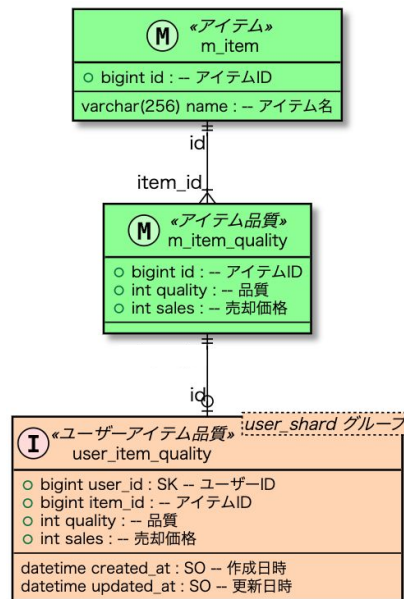 M
«アイテム»
m_item
bigint id : -- アイテムID
varchar(256) name : -- アイテム名
id
item_id
M
«アイテム品質»
m_item_quality
bigint id : -- アイテムID
int quality : -- 品質
int sales : -- 売却価格
id
user_shard グループ
I
«ユーザーアイテム品質»
user_item_quality
bigint user_id : SK -- ユーザーID
bigint item_id -- アイテムID
int quality : -- 品質
int sales : -- 売却価格
datetime created_at : SO -- 作成日時
datetime updated_at : SO -- 更新日時